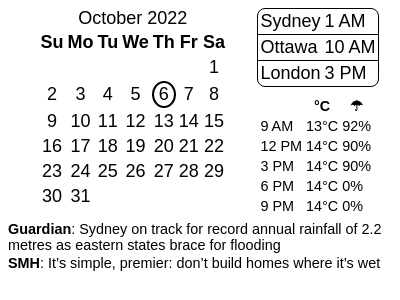 October 2022
Su Mo Tu We Th Fr Sa
1
2 3 4 5 6 7 8
9 10 11 12 13 14 15
16 17 18 19 20 21 22
23 24 25 26 27 28 29
30 31
Sydney 1 AM
Ottawa 10 AM
London 3 PM
°C ☂
9 AM 13°C 92%
12 PM 14°C 90%
3 PM 14°C 90%
6 PM 14°C 0%
9 PM 14°C 0%
Guardian: Sydney on track for record annual rainfall of 2.2
metres as eastern states brace for flooding
SMH: It’s simple, premier: don’t build homes where it’s wet